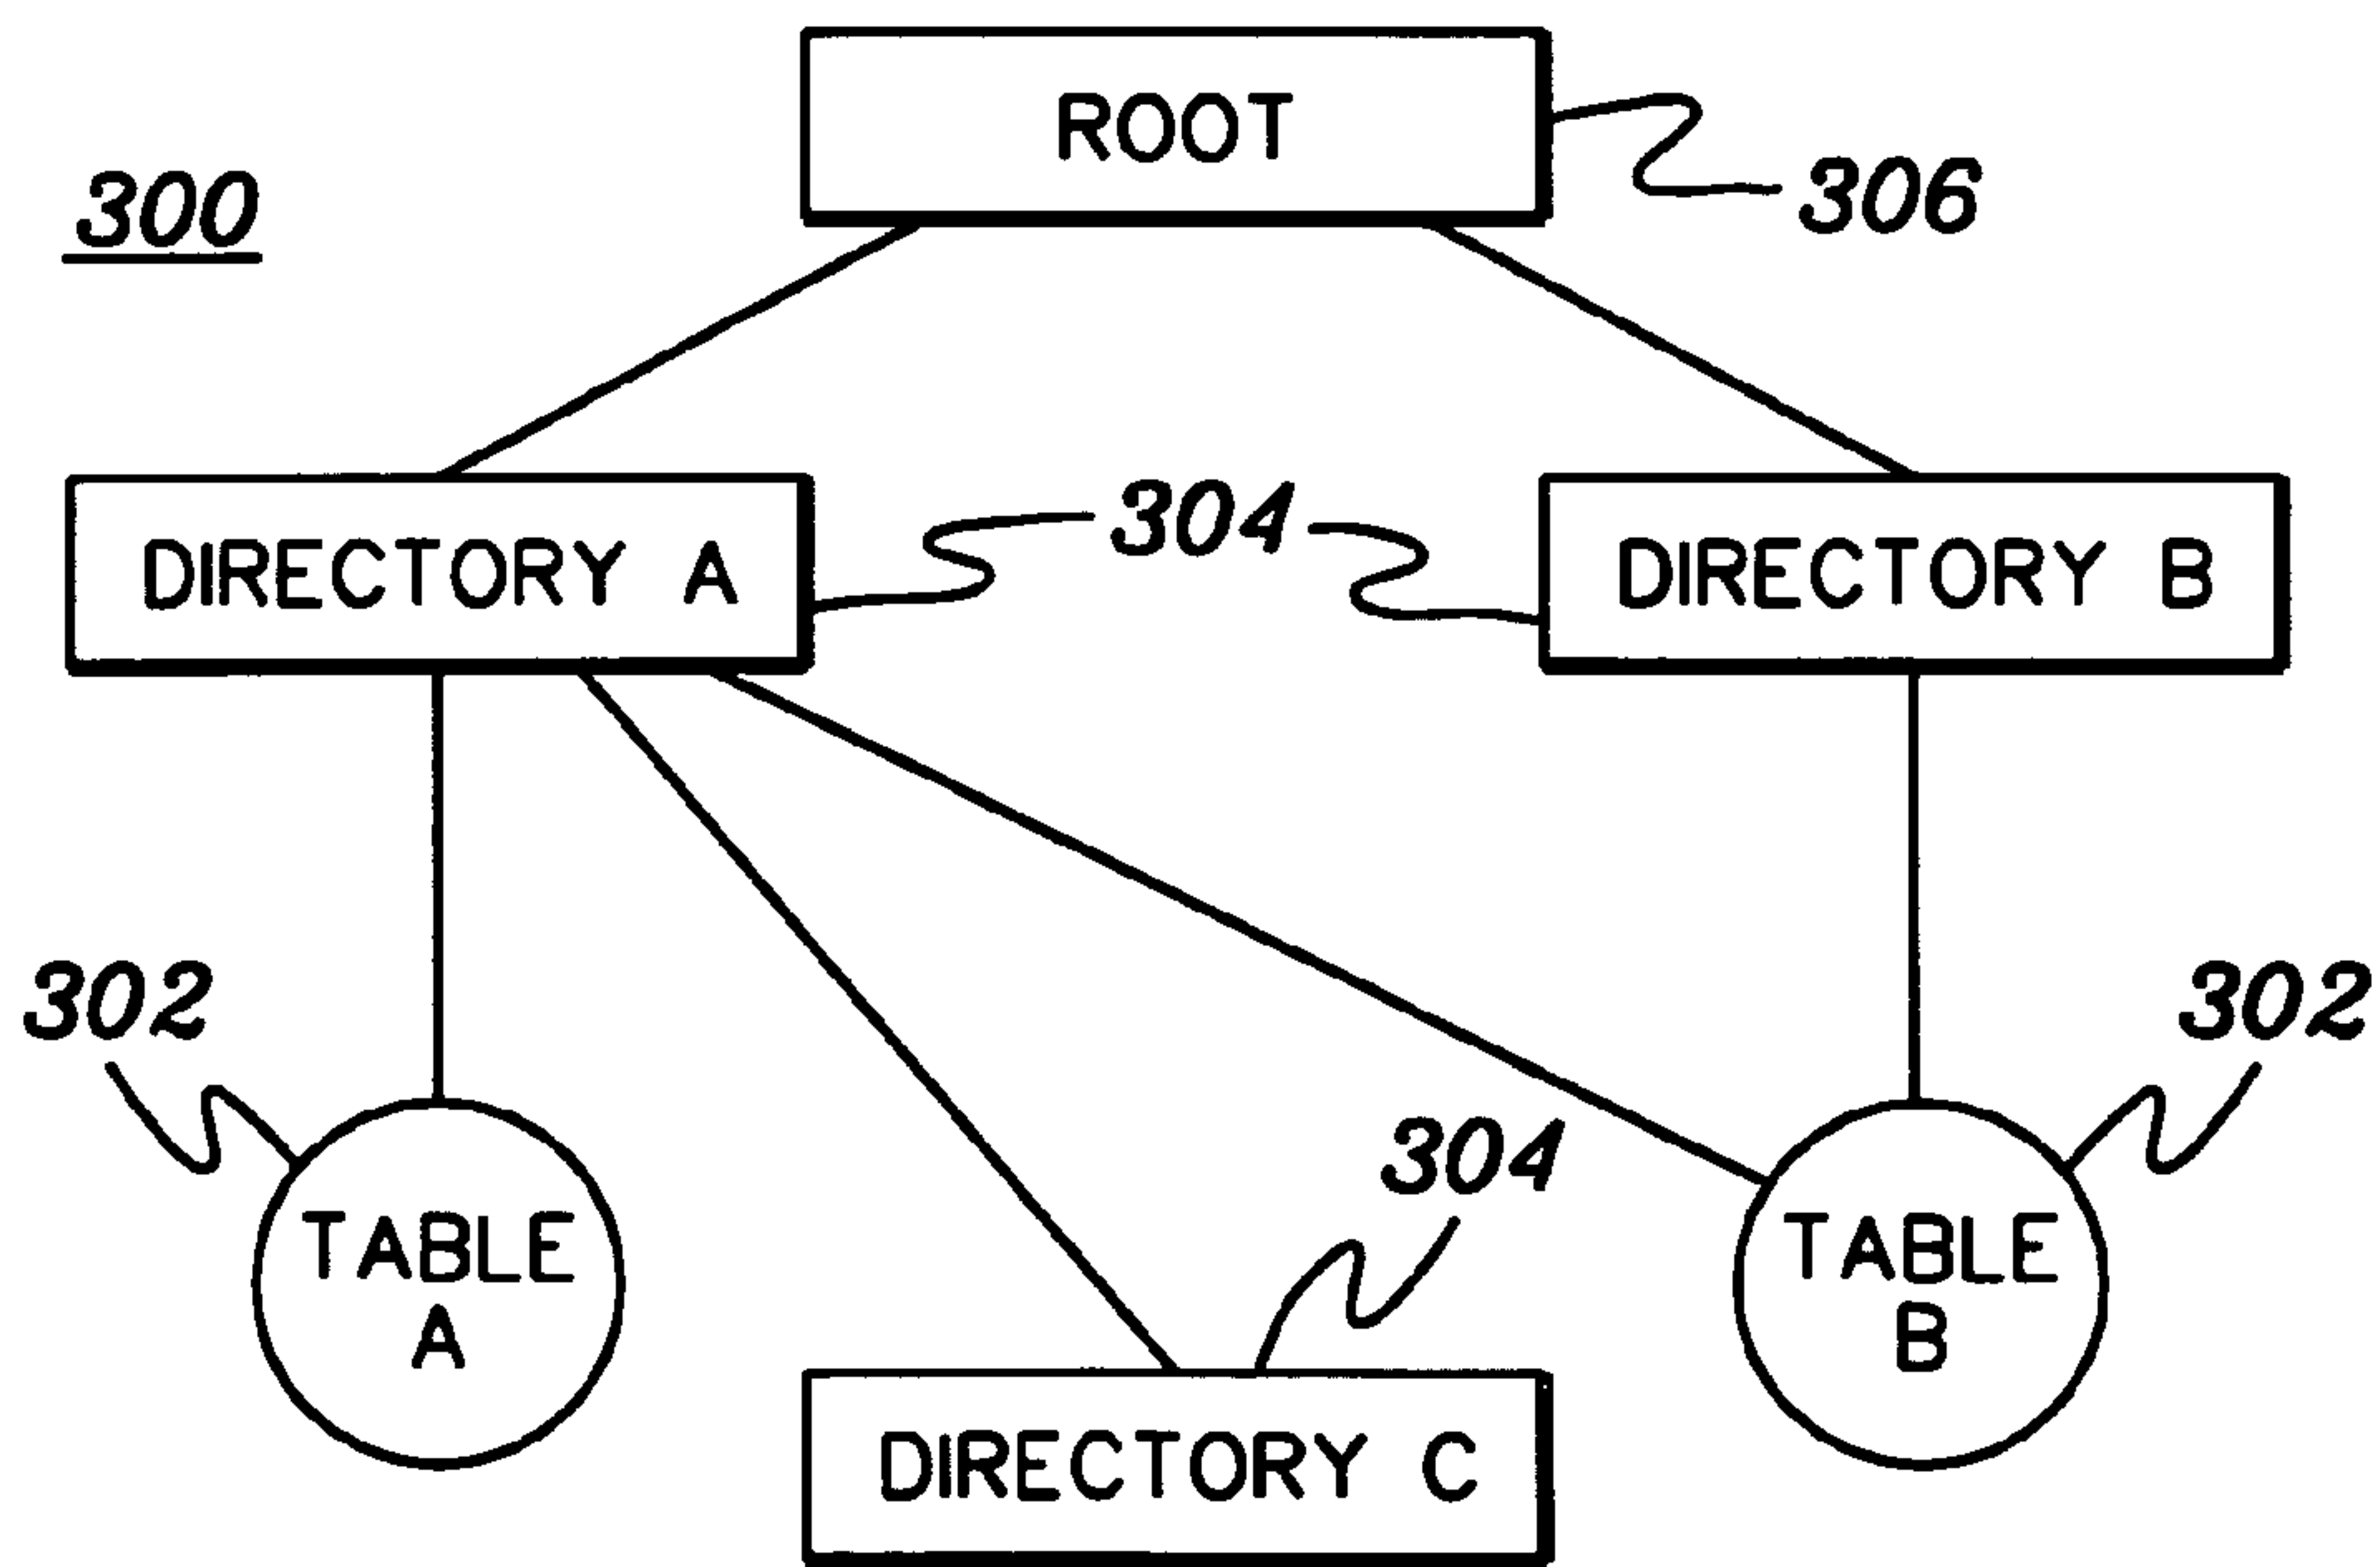 ROOT
300
306
DIRECTORY A
304
DIRECTORY B
302
302
304
TABLE
A
TABLE
B
DIRECTORY C